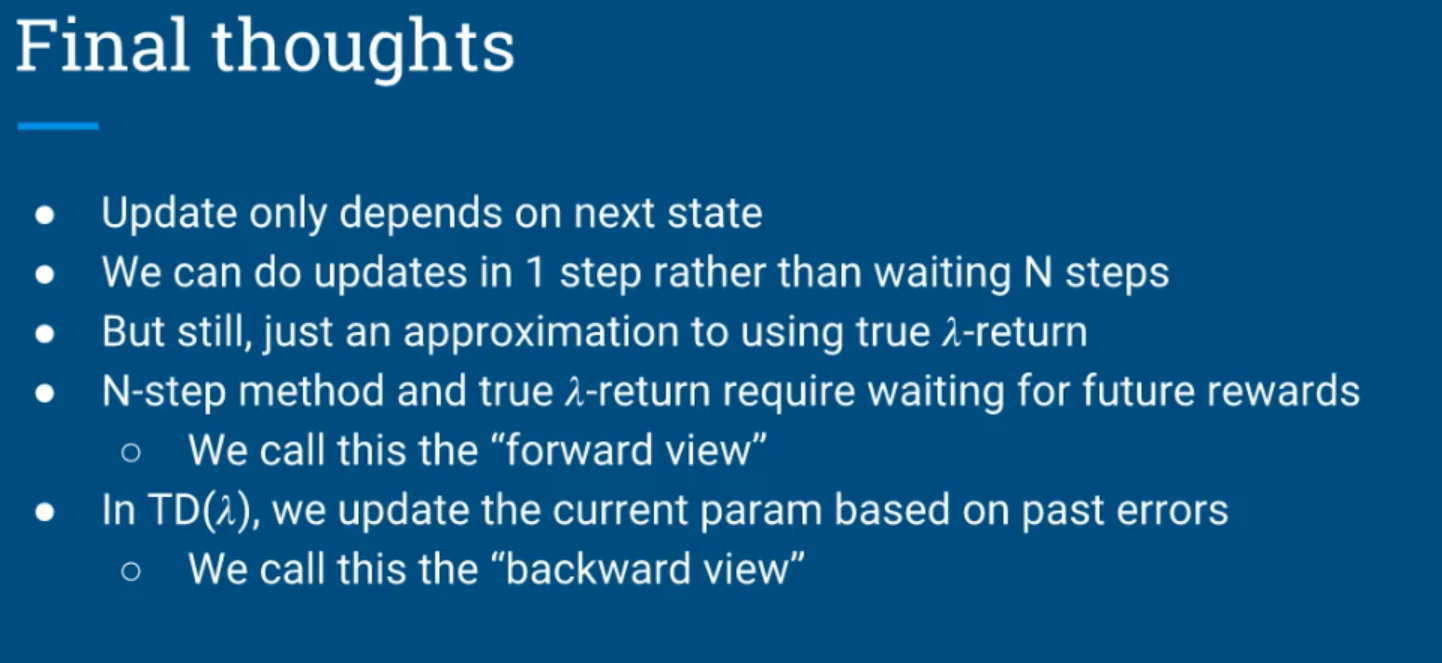 Final thoughts
● Update only depends on next state
● We can do updates in 1 step rather than waiting N steps
● But still, just an approximation to using true λ-return
● N-step method and true λ-return require waiting for future rewards
○ We call this the “forward view”
● In TD(λ), we update the current param based on past errors
○ We call this the “backward view”